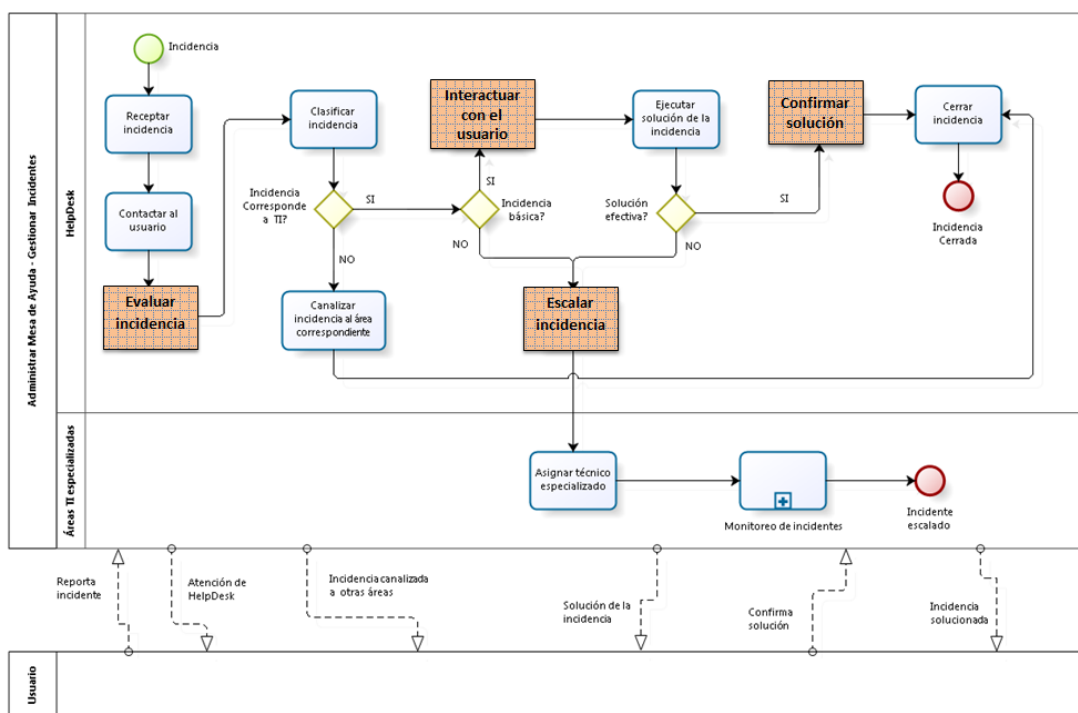 Administrar Mesa de Ayuda - Gestionar Incidentes
HelpDesk
Incidencia
Receptar
incidencia
Contactar al
usuario
Evaluar
incidencia
Clasificar
incidencia
Incidencia
Corresponde
a TI?
SI
NO
Canalizar
incidencia al área
correspondiente
Interactuar
con el
usuario
SI
Incidencia
básica?
NO
Ejecutar
solución de la
incidencia
Solución
efectiva?
SI
NO
Escalar
incidencia
Confirmar
solución
Cerrar
incidencia
Incidencia
Cerrada
Áreas TI especializadas
Asignar técnico
especializado
Monitoreo de incidentes
Incidente
escalado
Reporta
incidente
Atención de
HelpDesk
Incidencia canalizada
a otras áreas
Solución de la
incidencia
Confirma
solución
Incidencia
solucionada
Usuario